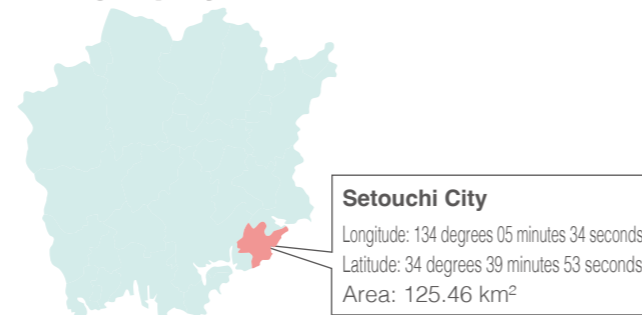 Setouchi City
Longitude: 134 degrees 05 minutes 34 seconds
Latitude: 34 degrees 39 minutes 53 seconds
Area: 125.46 km²